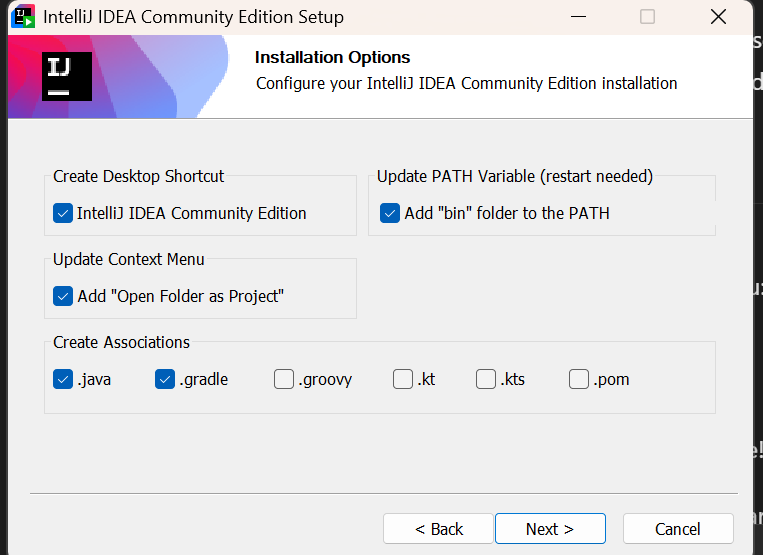 IntelliJ IDEA Community Edition Setup
IJ
Installation Options
Configure your IntelliJ IDEA Community Edition installation
Create Desktop Shortcut
IntelliJ IDEA Community Edition
Update PATH Variable (restart needed)
Add "bin" folder to the PATH
Update Context Menu
Add "Open Folder as Project"
Create Associations
.java .gradle .groovy .kt .kts .pom
< Back Next > Cancel